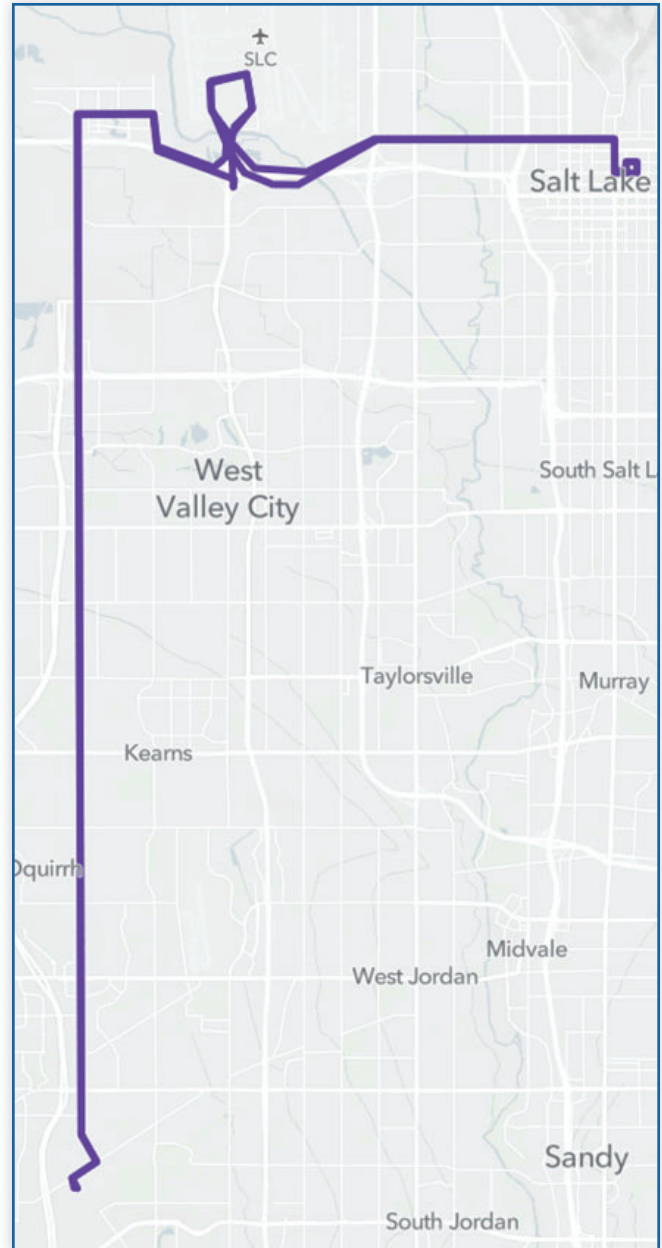 SLC
Salt Lake
West
Valley City
South Salt L
Taylorsville
Murray
Kearns
Oquirrh
Midvale
West Jordan
Sandy
South Jordan